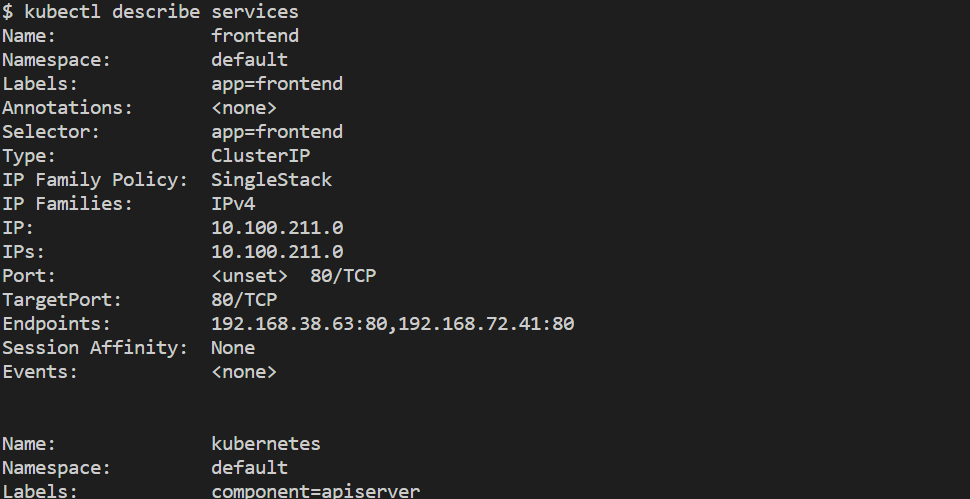 $ kubectl describe services
Name:              frontend
Namespace:         default
Labels:            app=frontend
Annotations:       <none>
Selector:          app=frontend
Type:              ClusterIP
IP Family Policy:  SingleStack
IP Families:       IPv4
IP:                10.100.211.0
IPs:               10.100.211.0
Port:              <unset>  80/TCP
TargetPort:        80/TCP
Endpoints:         192.168.38.63:80,192.168.72.41:80
Session Affinity:  None
Events:            <none>
Name:              kubernetes
Namespace:         default
Labels:            component=apiserver